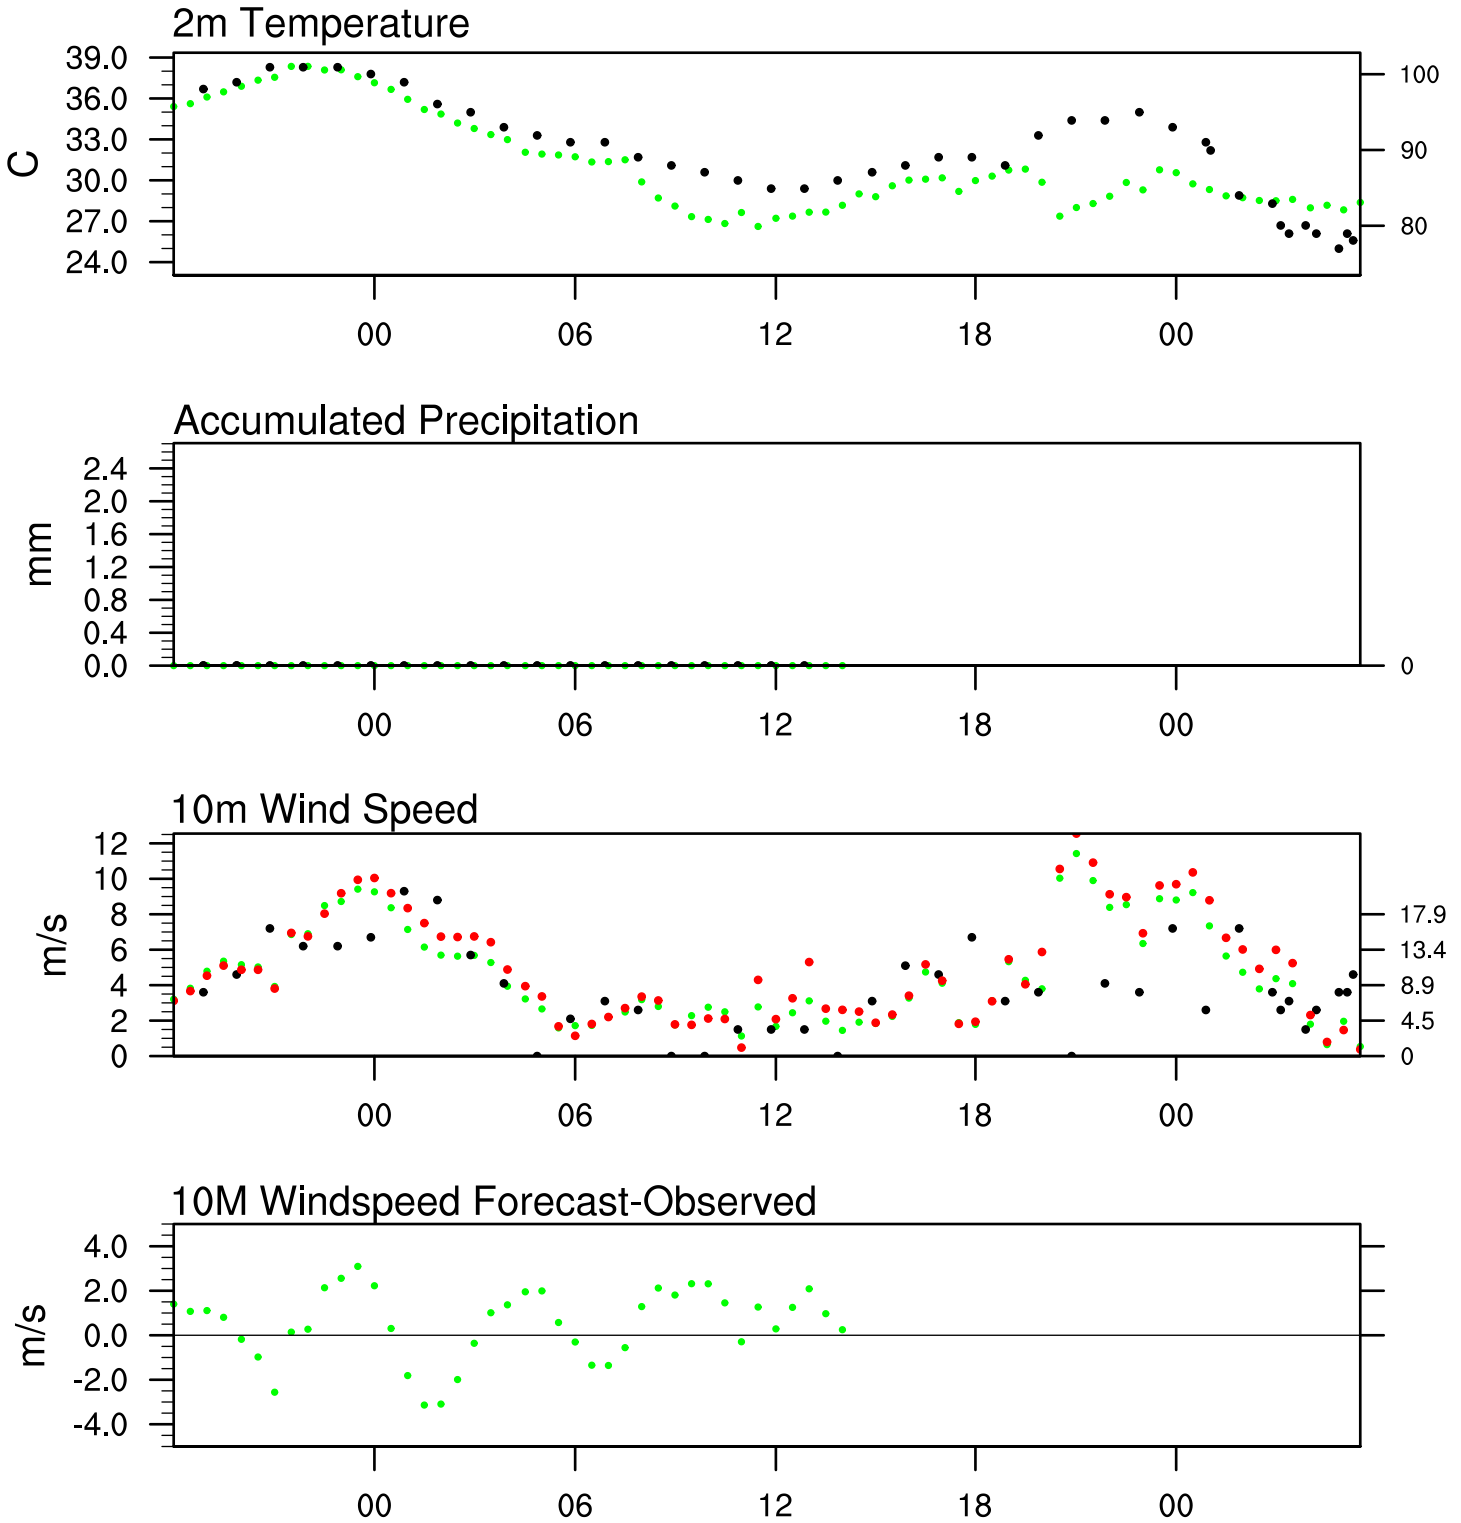 2m Temperature
39.0
36.0
33.0
30.0
27.0
24.0
C
100
90
80
00 06 12 18 00
Accumulated Precipitation
2.4
2.0
1.6
1.2
0.8
0.4
0.0
mm
0
00 06 12 18 00
10m Wind Speed
12
10
8
6
4
2
0
m/s
17.9
13.4
8.9
4.5
0
00 06 12 18 00
10M Windspeed Forecast-Observed
4.0
2.0
0.0
-2.0
-4.0
m/s
00 06 12 18 00